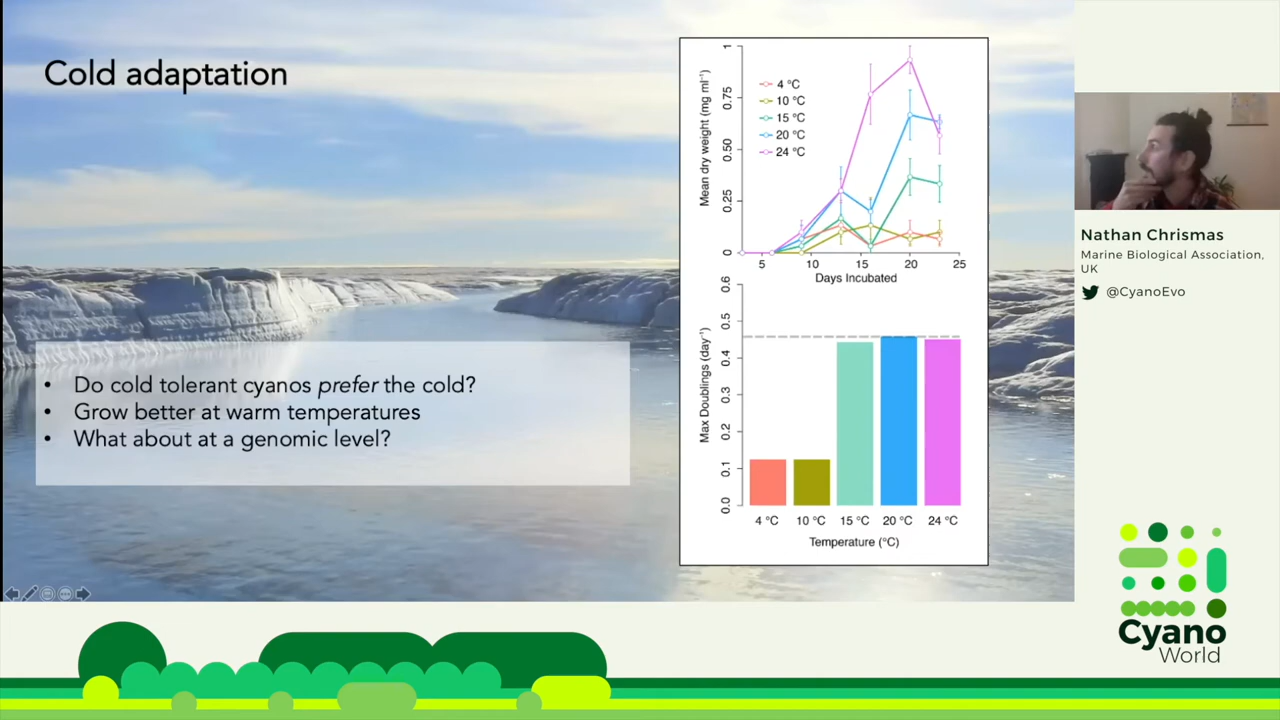 Cold adaptation
• Do cold tolerant cyanos prefer the cold?
• Grow better at warm temperatures
• What about at a genomic level?
Mean dry weight (mg ml⁻¹)
1
0.75
0.50
0.25
0
4 °C
10 °C
15 °C
20 °C
24 °C
5 10 15 20 25
Days Incubated
Max Doublings (day⁻¹)
0.6
0.5
0.4
0.3
0.2
0.1
0.0
4 °C 10 °C 15 °C 20 °C 24 °C
Temperature (°C)
Nathan Chrismas
Marine Biological Association,
UK
@CyanoEvo
Cyano
World